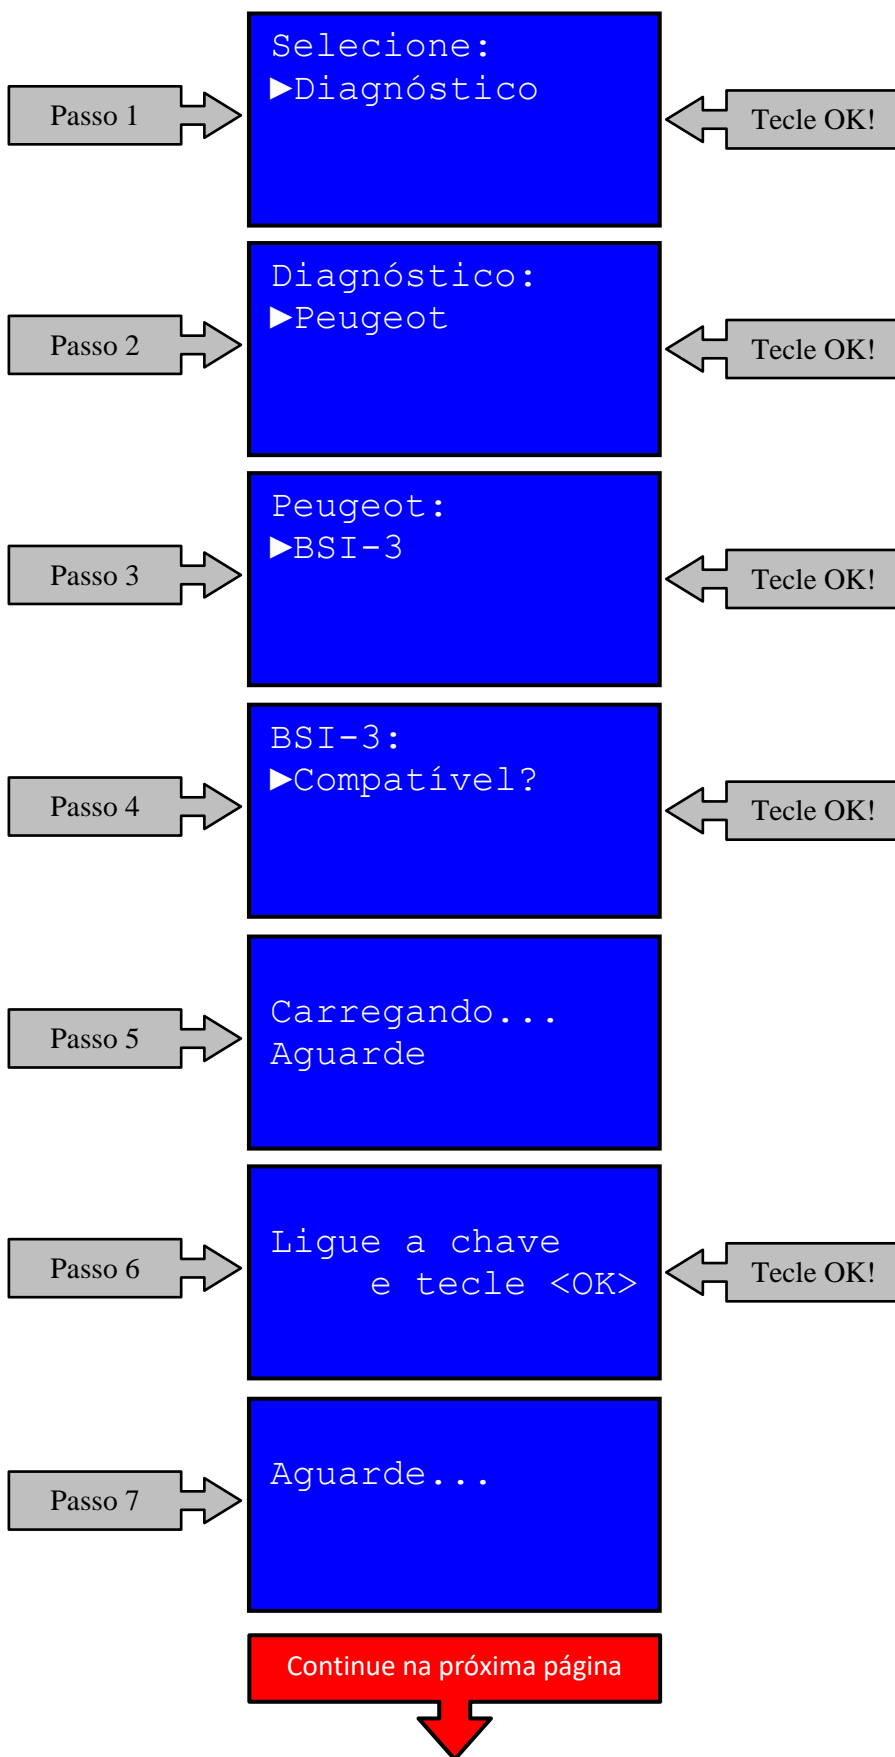 Selecione:
►Diagnóstico
Passo 1
Tecle OK!
Diagnóstico:
►Peugeot
Passo 2
Tecle OK!
Peugeot:
►BSI-3
Passo 3
Tecle OK!
BSI-3:
►Compatível?
Passo 4
Tecle OK!
Carregando...
Aguarde
Passo 5
Ligue a chave
e tecle <OK>
Passo 6
Tecle OK!
Aguarde...
Passo 7
Continue na próxima página